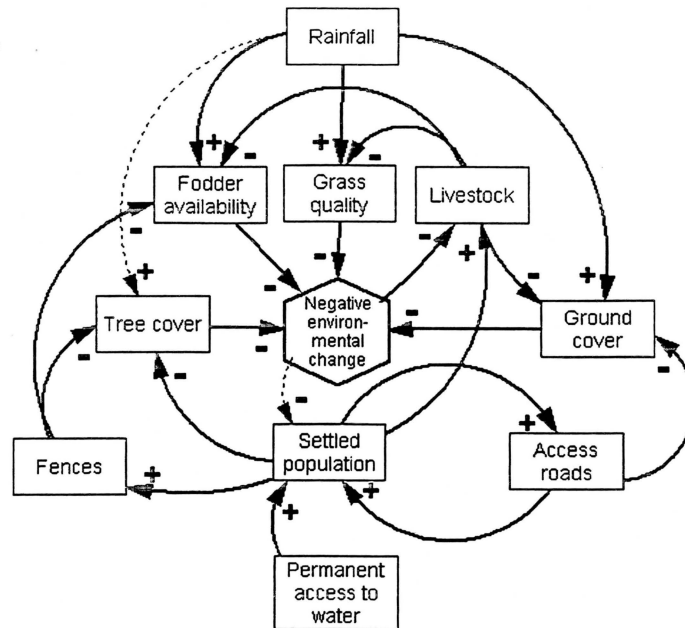 Rainfall
+
-
+
-
Fodder
availability
Grass
quality
Livestock
-
+
-
-
-
+
-
+
Tree cover
-
-
-
Negative
environ-
mental
change
-
Ground
cover
-
-
-
Fences
+
Settled
population
+
+
Access
roads
+
Permanent
access to
water